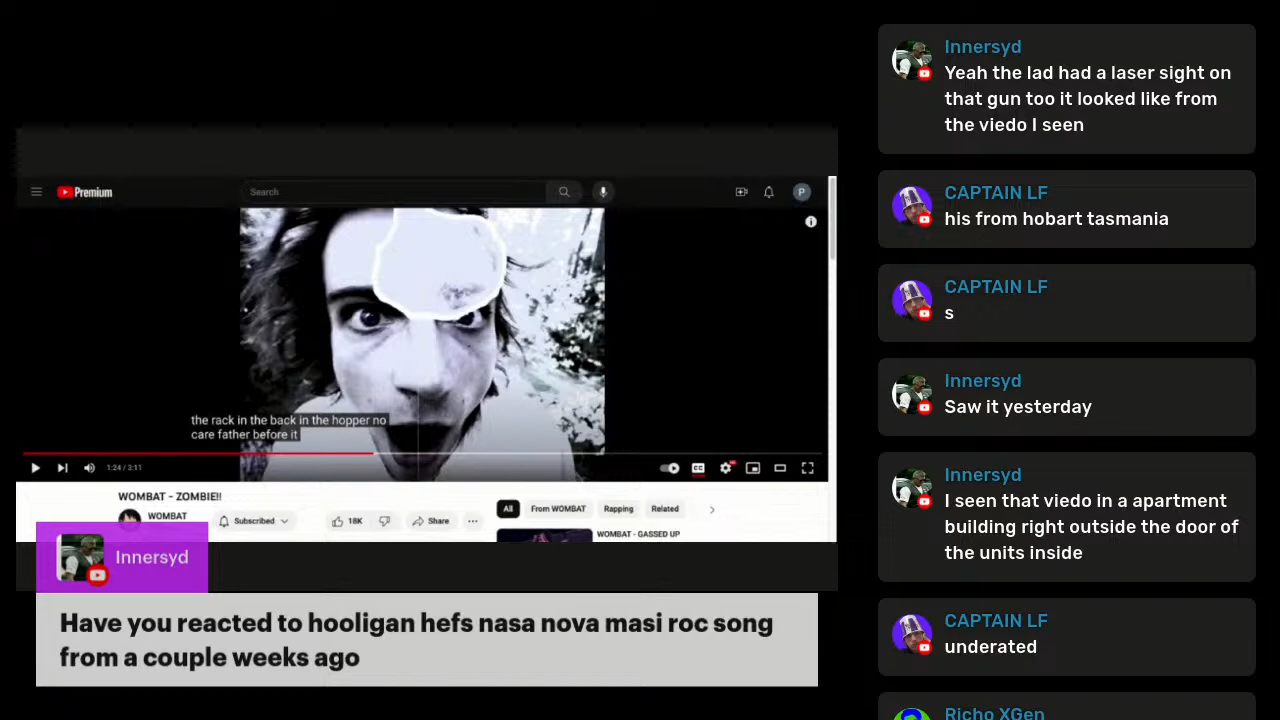 Premium
Search
P
the rack in the back in the hopper no
care father before it
1:24 / 3:11
CC
WOMBAT - ZOMBIE!!
WOMBAT
Subscribed
18K
Share
All
From WOMBAT
Rapping
Related
WOMBAT - GASSED UP
Innersyd
Have you reacted to hooligan hefs nasa nova masi roc song
from a couple weeks ago
Innersyd
Yeah the lad had a laser sight on
that gun too it looked like from
the viedo I seen
CAPTAIN LF
his from hobart tasmania
CAPTAIN LF
s
Innersyd
Saw it yesterday
Innersyd
I seen that viedo in a apartment
building right outside the door of
the units inside
CAPTAIN LF
underated
Richo XGen